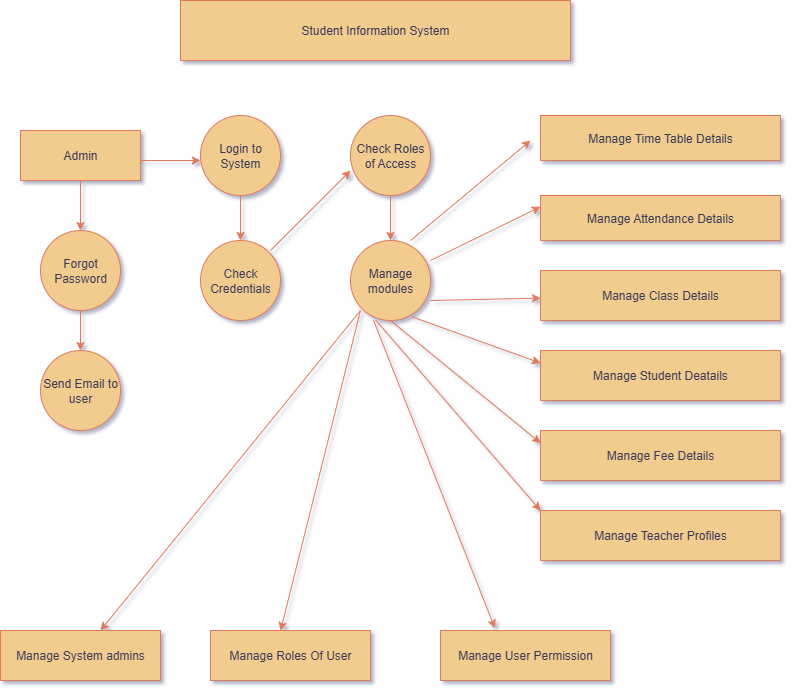 Student Information System
Admin
Login to
System
Check Roles
of Access
Manage Time Table Details
Manage Attendance Details
Forgot
Password
Check
Credentials
Manage
modules
Manage Class Details
Send Email to
user
Manage Student Deatails
Manage Fee Details
Manage Teacher Profiles
Manage System admins
Manage Roles Of User
Manage User Permission